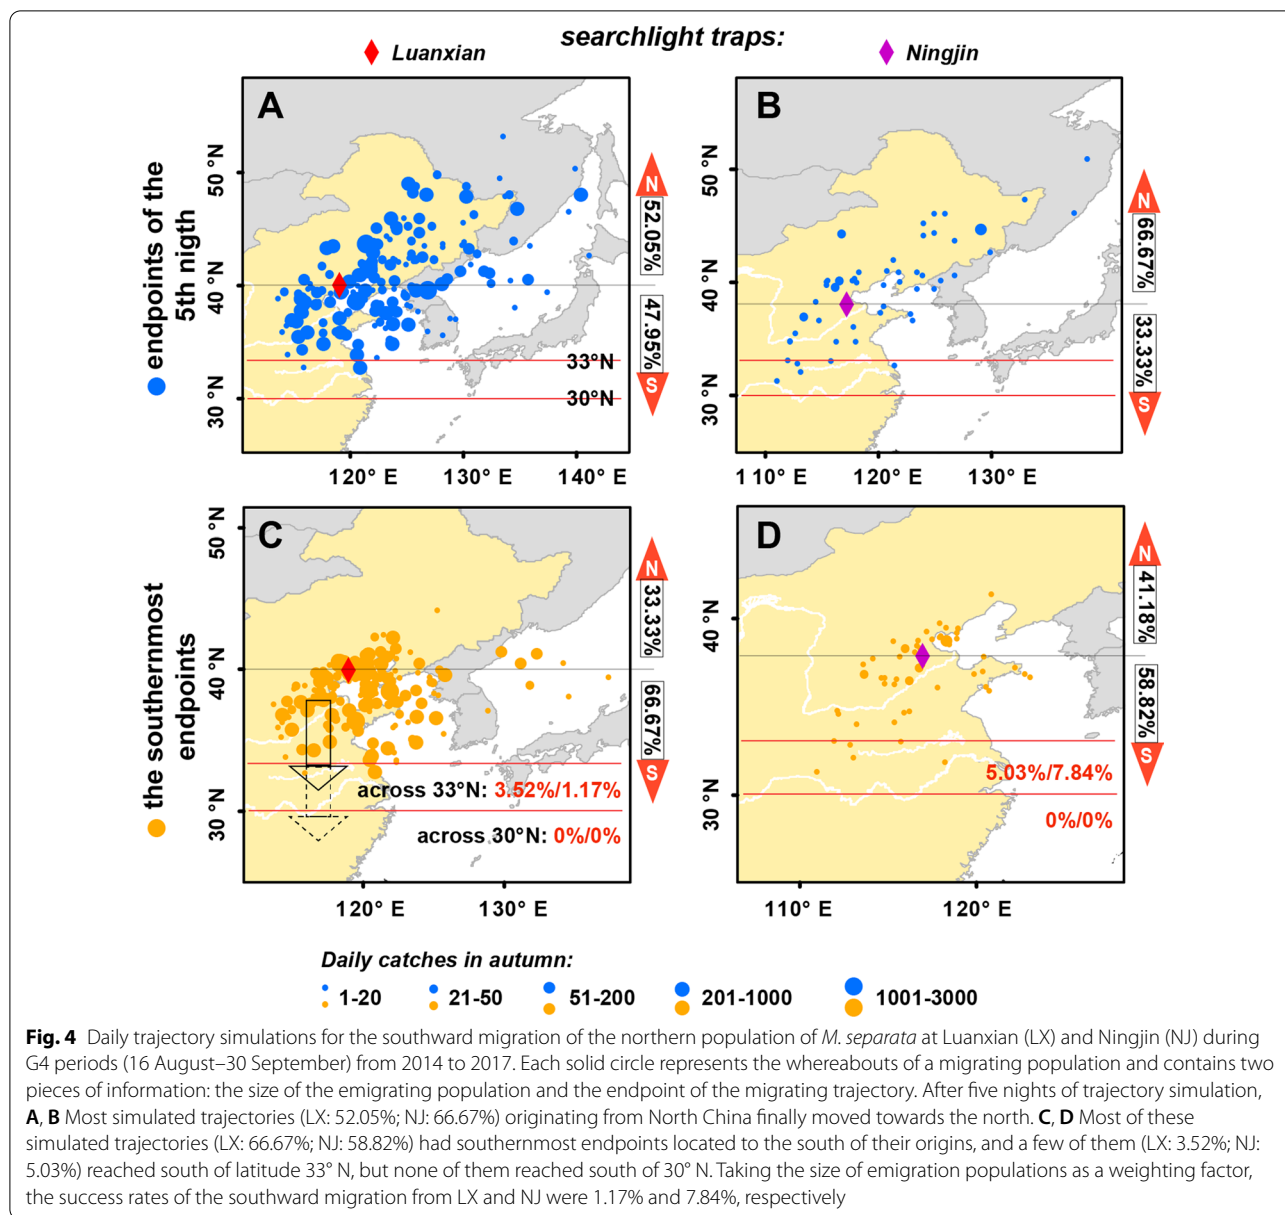 searchlight traps:
Luanxian
Ningjin
A
B
endpoints of the
5th nigth
50 °N
40 °N
30 °N
N
52.05%
47.95%
S
33°N
30°N
120° E
130° E
140° E
50 °N
40 °N
30 °N
N
66.67%
33.33%
S
110° E
120° E
130° E
C
D
the southernmost
endpoints
50 °N
40 °N
30 °N
N
33.33%
66.67%
S
across 33°N: 3.52%/1.17%
across 30°N: 0%/0%
120° E
130° E
40 °N
30 °N
N
41.18%
58.82%
S
5.03%/7.84%
0%/0%
110° E
120° E
Daily catches in autumn:
1-20
21-50
51-200
201-1000
1001-3000
Fig. 4 Daily trajectory simulations for the southward migration of the northern population of M. separata at Luanxian (LX) and Ningjin (NJ) during
G4 periods (16 August–30 September) from 2014 to 2017. Each solid circle represents the whereabouts of a migrating population and contains two
pieces of information: the size of the emigrating population and the endpoint of the migrating trajectory. After five nights of trajectory simulation,
A, B Most simulated trajectories (LX: 52.05%; NJ: 66.67%) originating from North China finally moved towards the north. C, D Most of these
simulated trajectories (LX: 66.67%; NJ: 58.82%) had southernmost endpoints located to the south of their origins, and a few of them (LX: 3.52%; NJ:
5.03%) reached south of latitude 33° N, but none of them reached south of 30° N. Taking the size of emigration populations as a weighting factor,
the success rates of the southward migration from LX and NJ were 1.17% and 7.84%, respectively